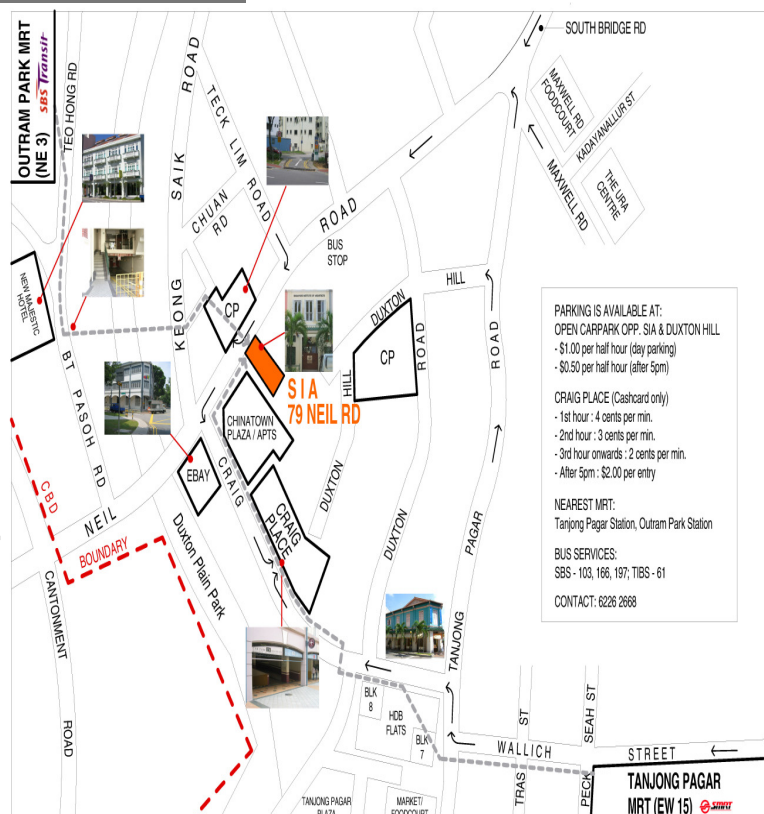 OUTRAM PARK MRT
(NE 3) SBS Transit
TEO HONG RD
KEONG SAIK ROAD
TECK LIM ROAD
CHUAN
RD
SOUTH BRIDGE RD
MAXWELL RD
FOODCOURT
KADAYANALLUR ST
THE URA
CENTRE
MAXWELL RD
ROAD
BUS
STOP
NEW MAJESTIC
HOTEL
CP
HILL
DUXTON
ROAD
ROAD
CP
HILL
SIA
79 NEIL RD
CHINATOWN
PLAZA / APTS
BT PASOH RD
EBAY
CRAIG
CRAIG
PLACE
DUXTON
DUXTON
PAGAR
TANJONG
CBD
BOUNDARY
NEIL
Duxton Plain Park
CANTONMENT
ROAD
PARKING IS AVAILABLE AT:
OPEN CARPARK OPP. SIA & DUXTON HILL
- $1.00 per half hour (day parking)
- $0.50 per half hour (after 5pm)
CRAIG PLACE (Cashcard only)
- 1st hour : 4 cents per min.
- 2nd hour : 3 cents per min.
- 3rd hour onwards : 2 cents per min.
- After 5pm : $2.00 per entry
NEAREST MRT:
Tanjong Pagar Station, Outram Park Station
BUS SERVICES:
SBS - 103, 166, 197; TIBS - 61
CONTACT: 6226 2668
BLK
8
HDB
FLATS
BLK
7
WALLICH STREET
TRAS ST
PECK SEAH ST
TANJONG PAGAR
PLAZA
MARKET/
FOODCOURT
TANJONG PAGAR
MRT (EW 15) SMRT